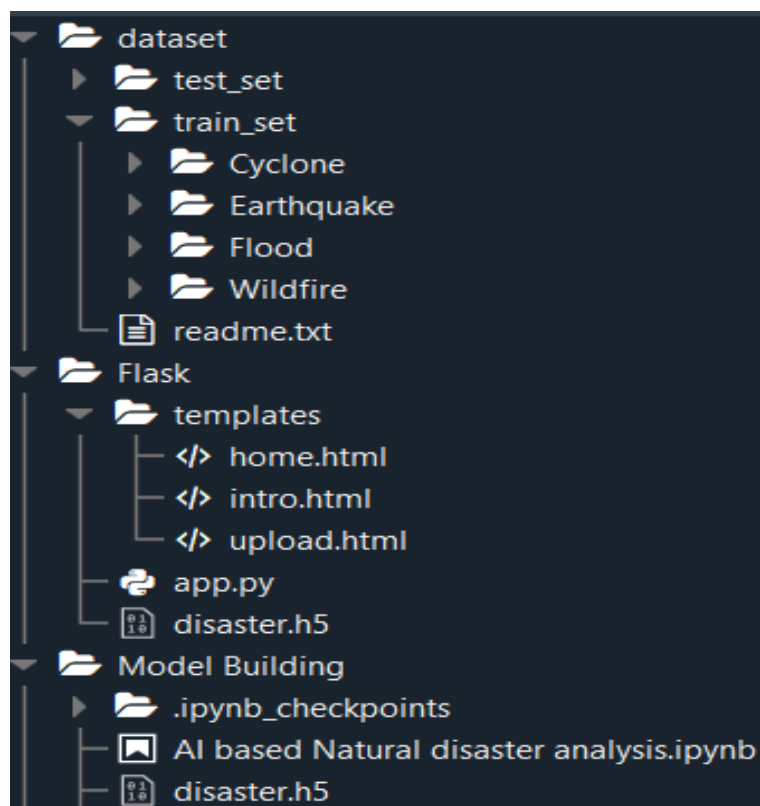 dataset
test_set
train_set
Cyclone
Earthquake
Flood
Wildfire
readme.txt
Flask
templates
</> home.html
</> intro.html
</> upload.html
app.py
disaster.h5
Model Building
.ipynb_checkpoints
AI based Natural disaster analysis.ipynb
disaster.h5